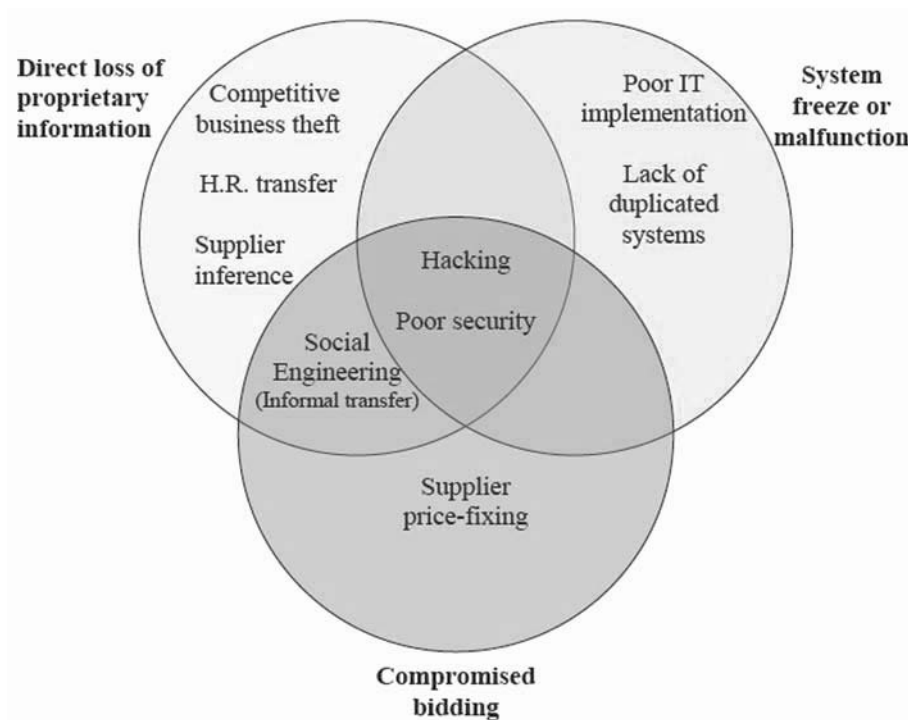 Direct loss of
proprietary
information
Competitive
business theft
H.R. transfer
Supplier
inference
Poor IT
implementation
Lack of
duplicated
systems
System
freeze or
malfunction
Hacking
Poor security
Social
Engineering
(Informal transfer)
Supplier
price-fixing
Compromised
bidding